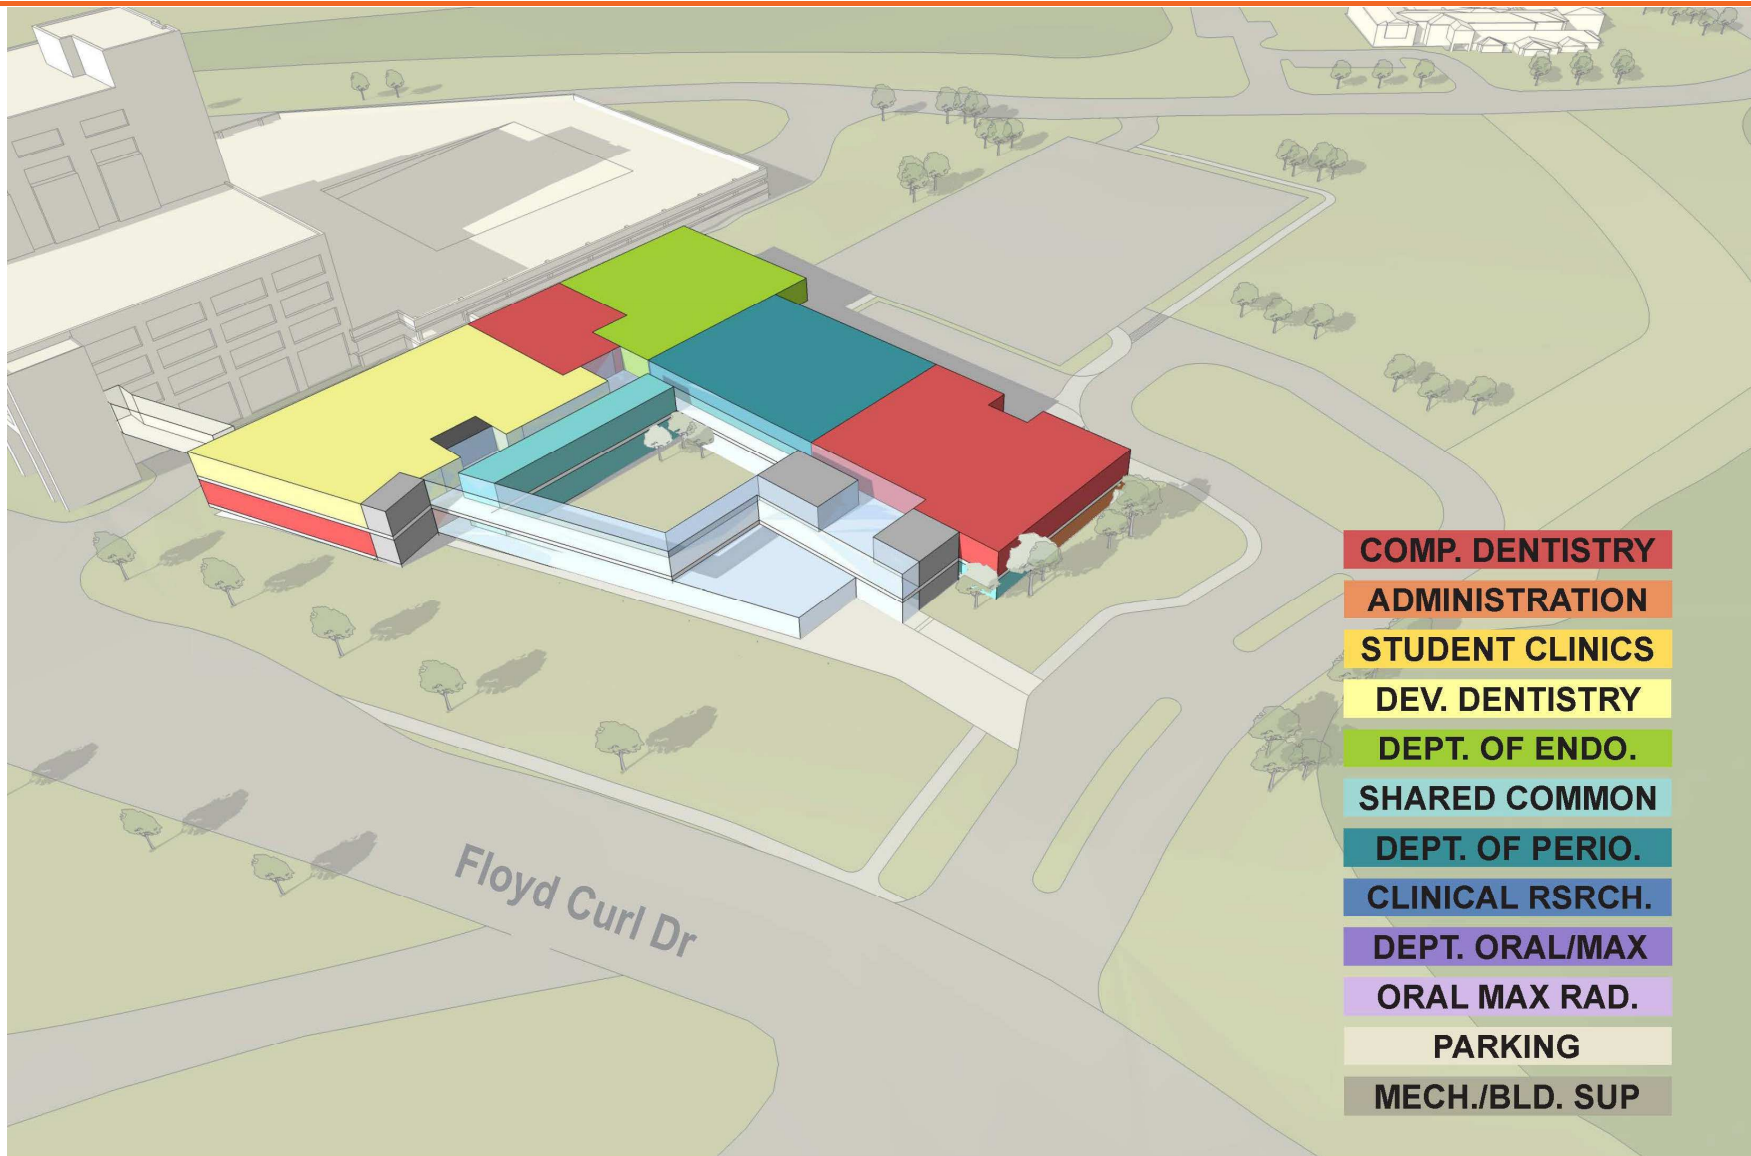 COMP. DENTISTRY
ADMINISTRATION
STUDENT CLINICS
DEV. DENTISTRY
DEPT. OF ENDO.
SHARED COMMON
DEPT. OF PERIO.
CLINICAL RSRCH.
DEPT. ORAL/MAX
ORAL MAX RAD.
PARKING
MECH./BLD. SUP
Floyd Curl Dr